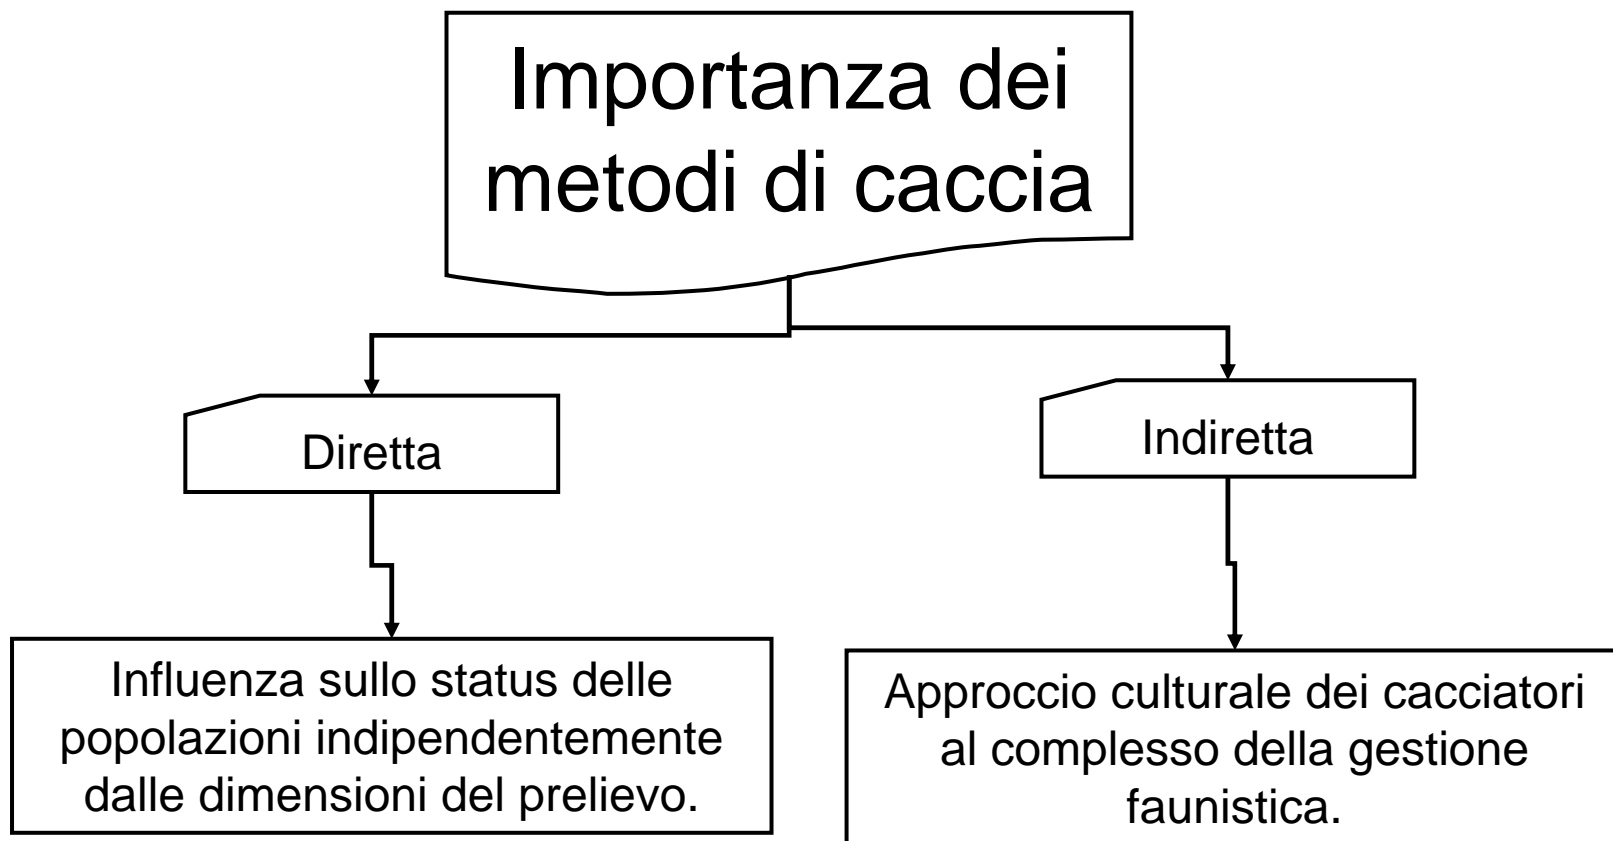 Importanza dei
metodi di caccia
Diretta
Indiretta
Influenza sullo status delle
popolazioni indipendentemente
dalle dimensioni del prelievo.
Approccio culturale dei cacciatori
al complesso della gestione
faunistica.